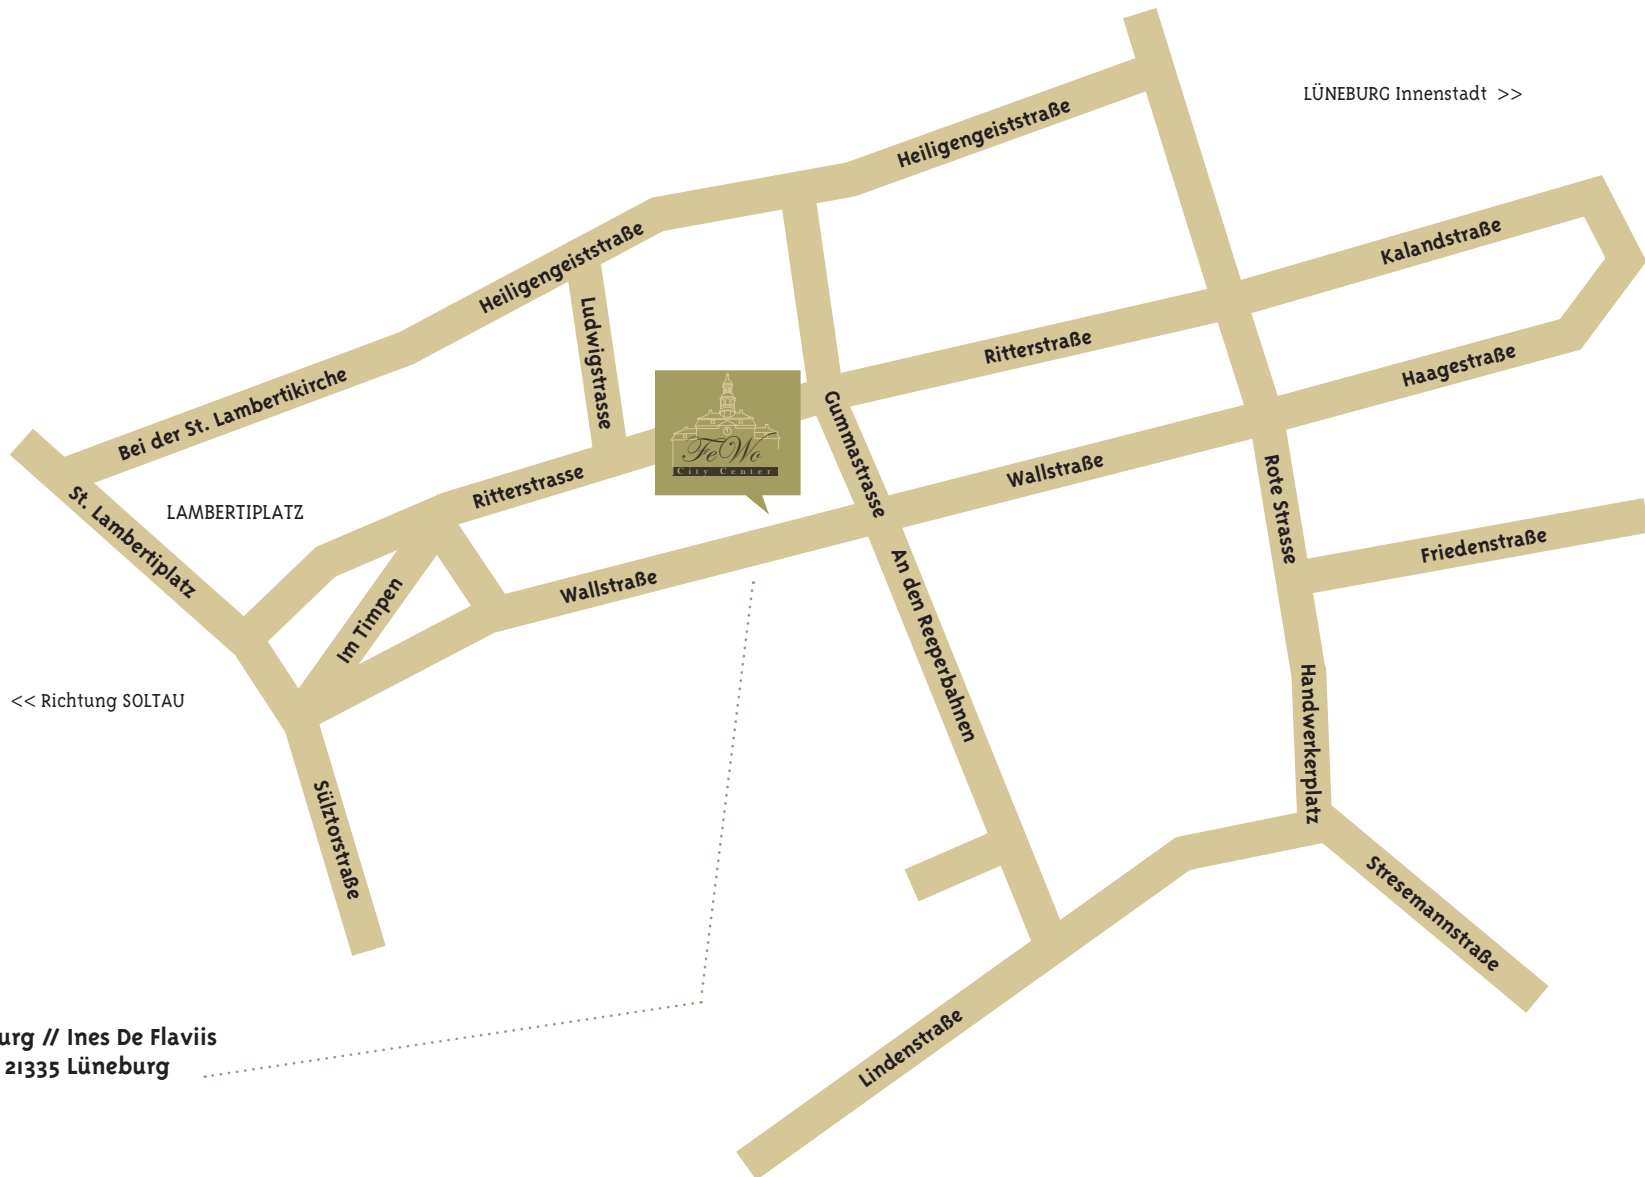 LÜNEBURG Innenstadt >>
Heiligengeiststraße
Kalandstraße
Heiligengeiststraße
Ludwigstrasse
Ritterstraße
Haagestraße
Bei der St. Lambertikirche
FeWo
City Center
Gummastrasse
Wallstraße
Rote Strasse
Ritterstrasse
St. Lambertiplatz
LAMBERTIPLATZ
Friedenstraße
Wallstraße
Im Timpen
An den Reeperbahnen
<< Richtung SOLTAU
Handwerkerplatz
Sülztorstraße
Stresemannstraße
Lindenstraße
urg // Ines De Flaviis
21335 Lüneburg